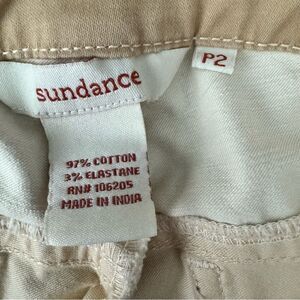 sundance
P2
97% COTTON
3% ELASTANE
RN# 106205
MADE IN INDIA